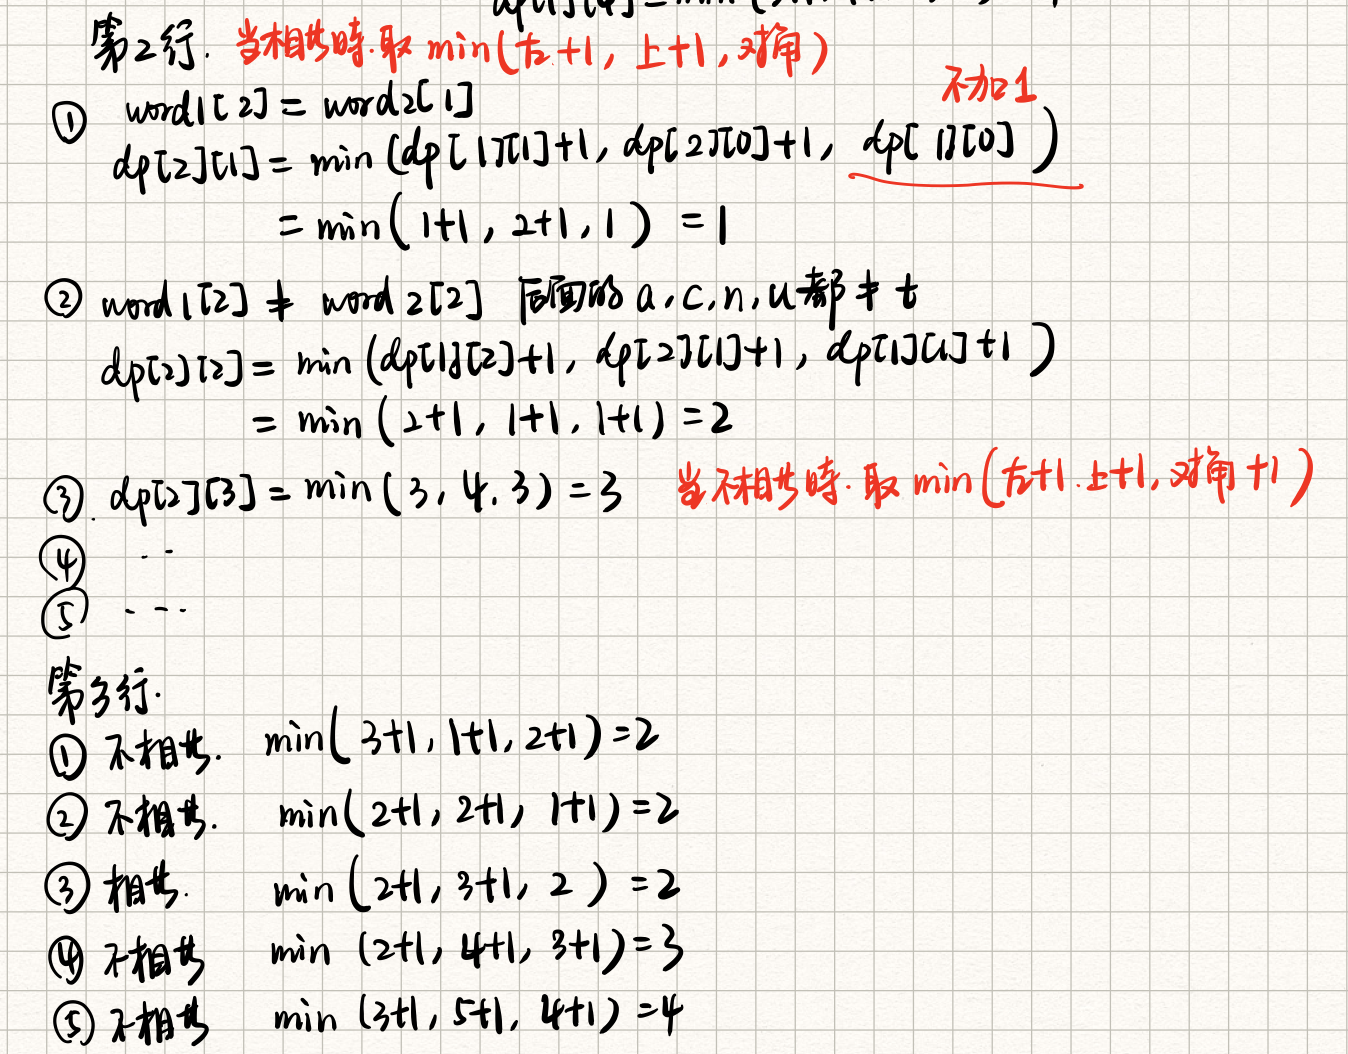 第2行. 当相等時.取 min(左+1, 上+1, 对角)
不加1
① word1[2] = word2[1]
dp[2][1] = min (dp[1][1]+1, dp[2][0]+1, dp[1][0])
= min( 1+1, 2+1, 1 ) = 1
② word1[2] ≠ word2[2] 后面的 a,c,n,u都≠ t
dp[2][2] = min (dp[1][2]+1, dp[2][1]+1, dp[1][1]+1)
= min (2+1, 1+1, 1+1) = 2
③. dp[2][3] = min( 3, 4, 3) = 3 当不相等時.取 min(左+1.上+1,对角+1)
④ ..
⑤ ...
第3行.
① 不相等. min( 3+1, 1+1, 2+1) = 2
② 不相等. min( 2+1, 2+1, 1+1) = 2
③ 相等. min (2+1, 3+1, 2 ) = 2
④ 不相等 min (2+1, 4+1, 3+1) = 3
⑤ 不相等 min (3+1, 5+1, 4+1) = 4